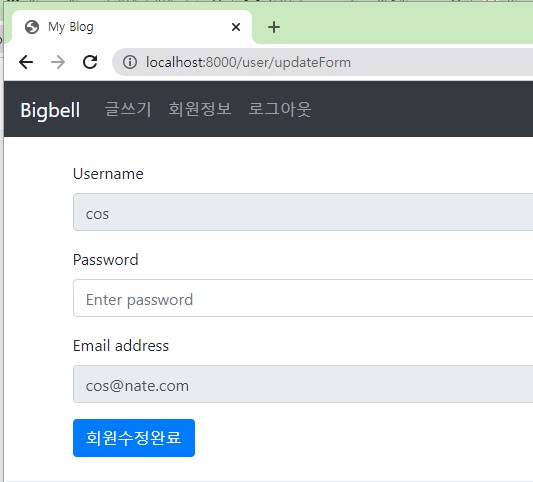 My Blog
localhost:8000/user/updateForm
Bigbell 글쓰기 회원정보 로그아웃
Username
cos
Password
Enter password
Email address
cos@nate.com
회원수정완료